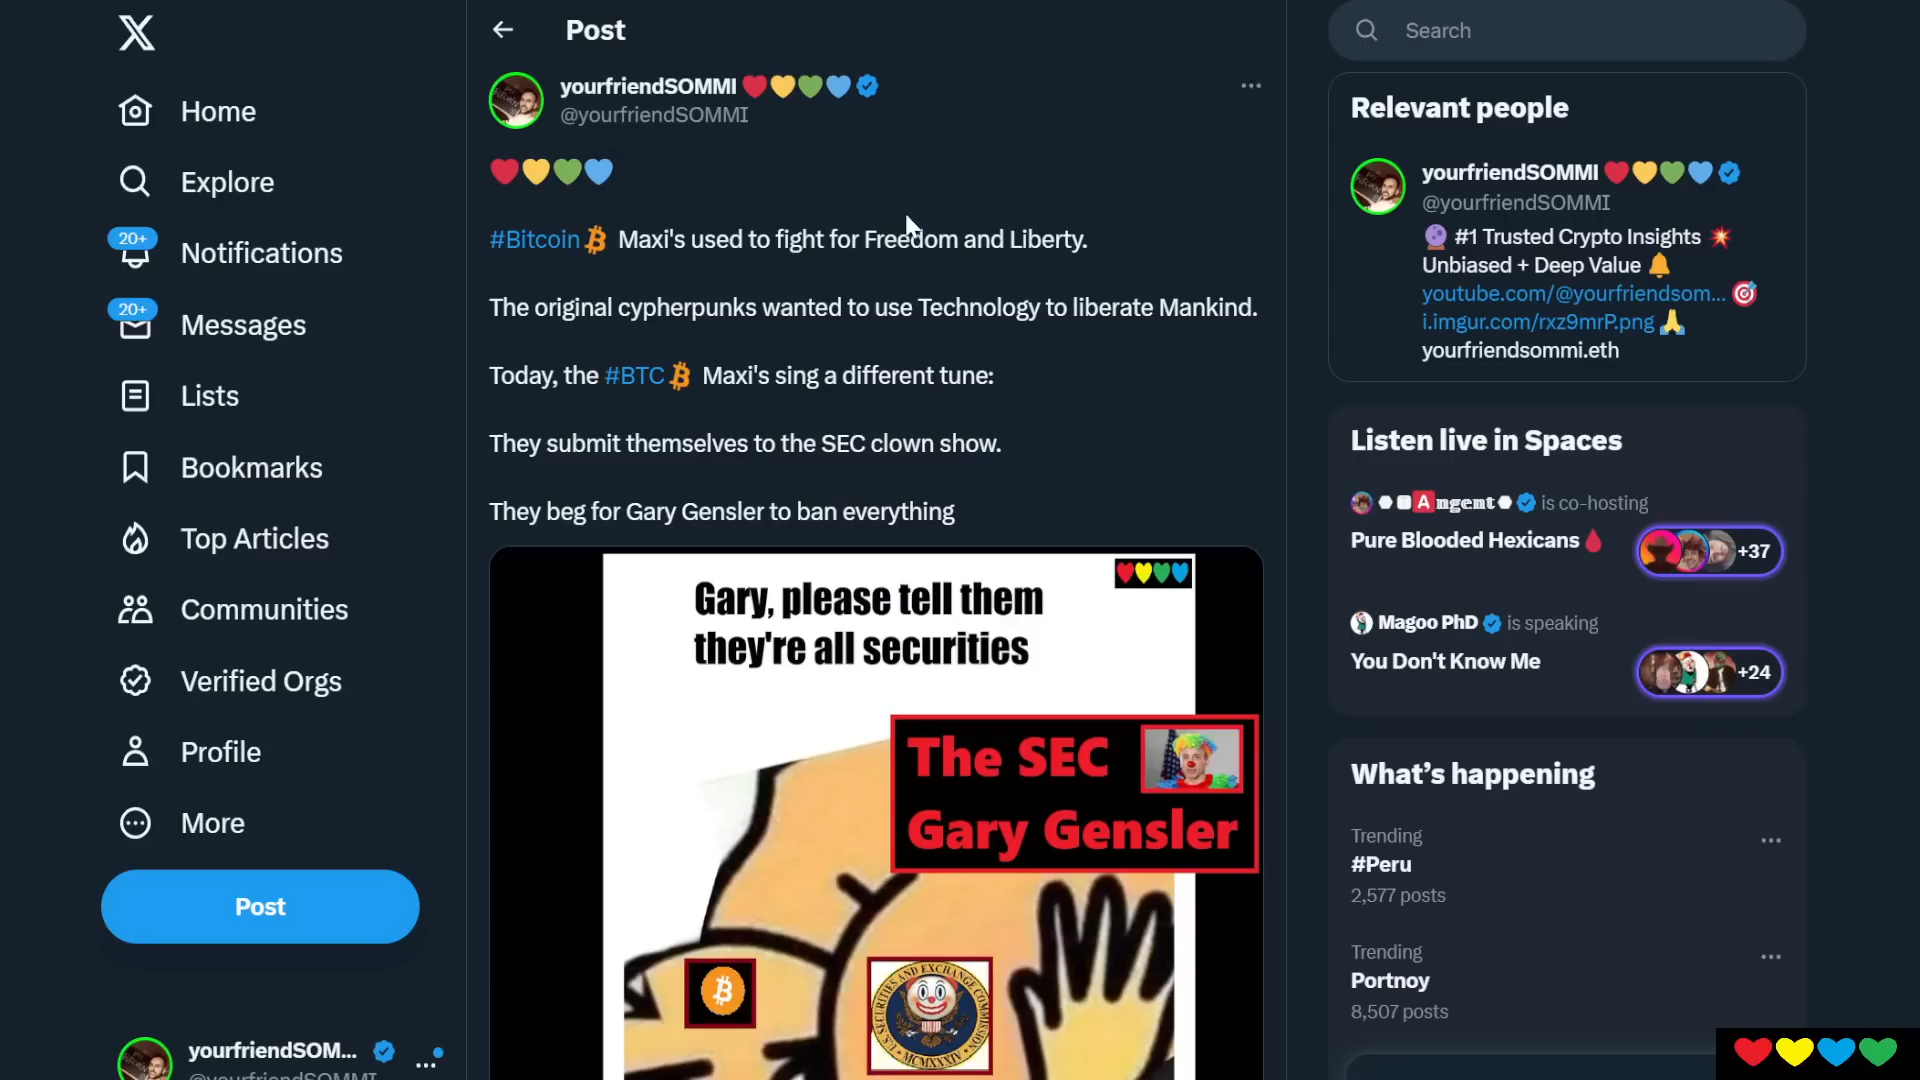 Home
Explore
20+
Notifications
20+
Messages
Lists
Bookmarks
Top Articles
Communities
Verified Orgs
Profile
More
Post
yourfriendSOM...
Post
yourfriendSOMMI
@yourfriendSOMMI
#Bitcoin Maxi's used to fight for Freedom and Liberty.
The original cypherpunks wanted to use Technology to liberate Mankind.
Today, the #BTC Maxi's sing a different tune:
They submit themselves to the SEC clown show.
They beg for Gary Gensler to ban everything
Gary, please tell them
they're all securities
The SEC
Gary Gensler
SECURITIES AND EXCHANGE COMMISSION
MCMXXXIV
Search
Relevant people
yourfriendSOMMI
@yourfriendSOMMI
#1 Trusted Crypto Insights
Unbiased + Deep Value
youtube.com/@yourfriendsom...
i.imgur.com/rxz9mrP.png
yourfriendsommi.eth
Listen live in Spaces
Angent is co-hosting
Pure Blooded Hexicans
+37
Magoo PhD is speaking
You Don't Know Me
+24
What's happening
Trending
#Peru
2,577 posts
Trending
Portnoy
8,507 posts